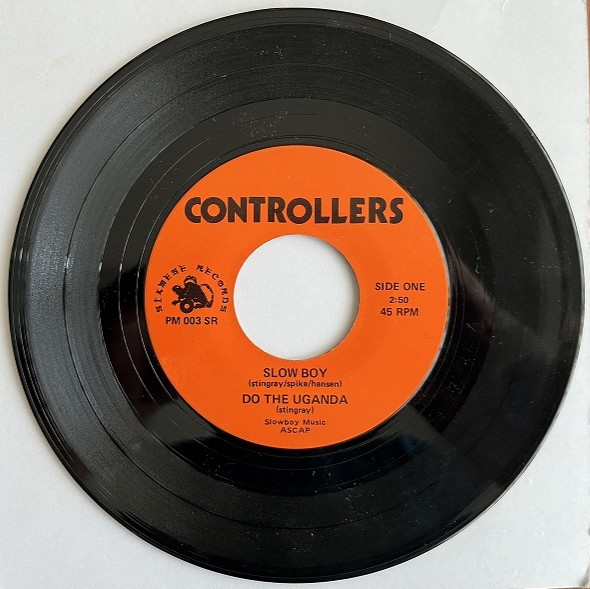 CONTROLLERS
SIAMESE RECORDS
PM 003 SR
SIDE ONE
2:50
45 RPM
SLOW BOY
(stingray/spike/hansen)
DO THE UGANDA
(stingray)
Slowboy Music
ASCAP